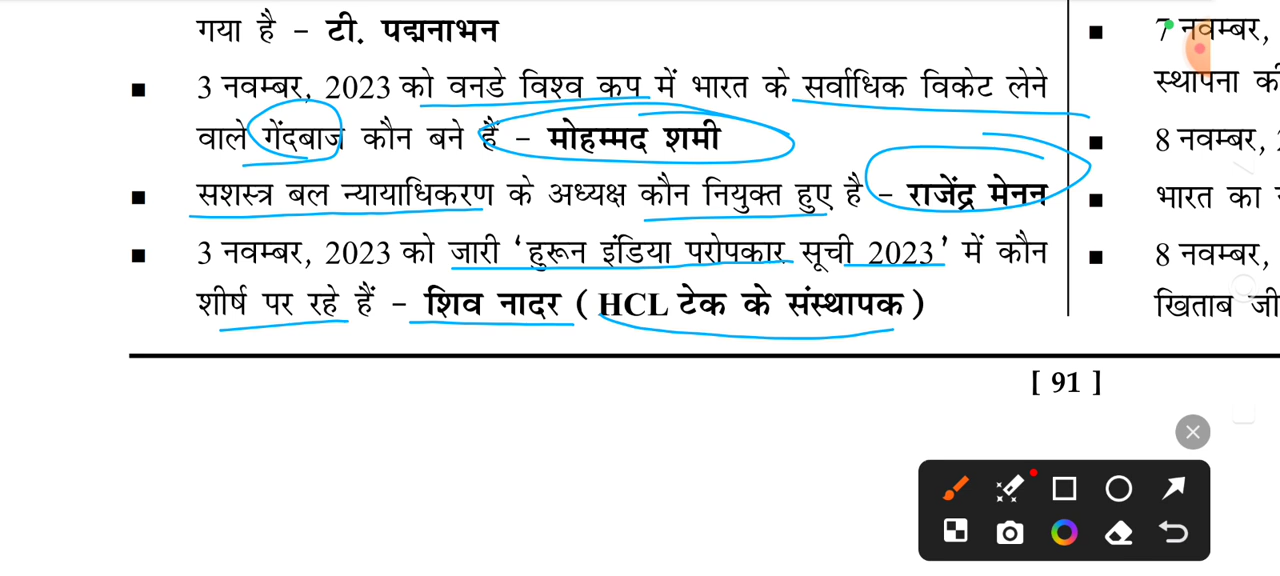 गया है – टी. पद्मनाभन
■ 3 नवम्बर, 2023 को वनडे विश्व कप में भारत के सर्वाधिक विकेट लेने
वाले गेंदबाज कौन बने हैं – मोहम्मद शमी
■ सशस्त्र बल न्यायाधिकरण के अध्यक्ष कौन नियुक्त हुए है – राजेंद्र मेनन
■ 3 नवम्बर, 2023 को जारी ‘हुरून इंडिया परोपकार सूची 2023’ में कौन
शीर्ष पर रहे हैं – शिव नादर ( HCL टेक के संस्थापक )
■ 7 नवम्बर,
स्थापना
■ 8 नवम्बर,
■ भारत का
■ 8 नवम्बर,
खिताब
[ 91 ]